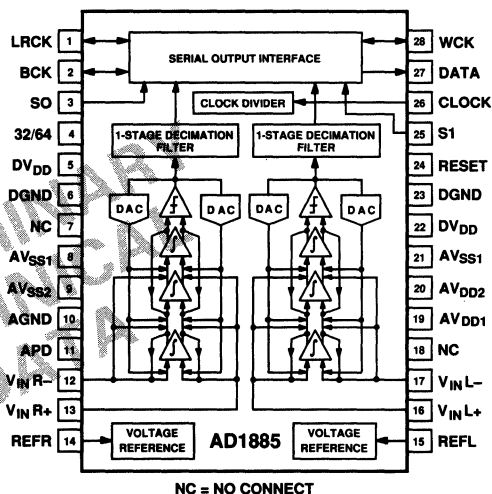 LRCK 1
BCK 2
SO 3
32/64 4
DVDD 5
DGND 6
NC 7
AVSS1 8
AVSS2 9
AGND 10
APD 11
VIN R– 12
VIN R+ 13
REFR 14
28 WCK
27 DATA
26 CLOCK
25 S1
24 RESET
23 DGND
22 DVDD
21 AVSS1
20 AVDD2
19 AVDD1
18 NC
17 VIN L–
16 VIN L+
15 REFL
SERIAL OUTPUT INTERFACE
CLOCK DIVIDER
1-STAGE DECIMATION
FILTER
1-STAGE DECIMATION
FILTER
DAC
DAC
DAC
DAC
∫
∫
∫
∫
∫
∫
VOLTAGE
REFERENCE
AD1885
VOLTAGE
REFERENCE
NC = NO CONNECT
DATA